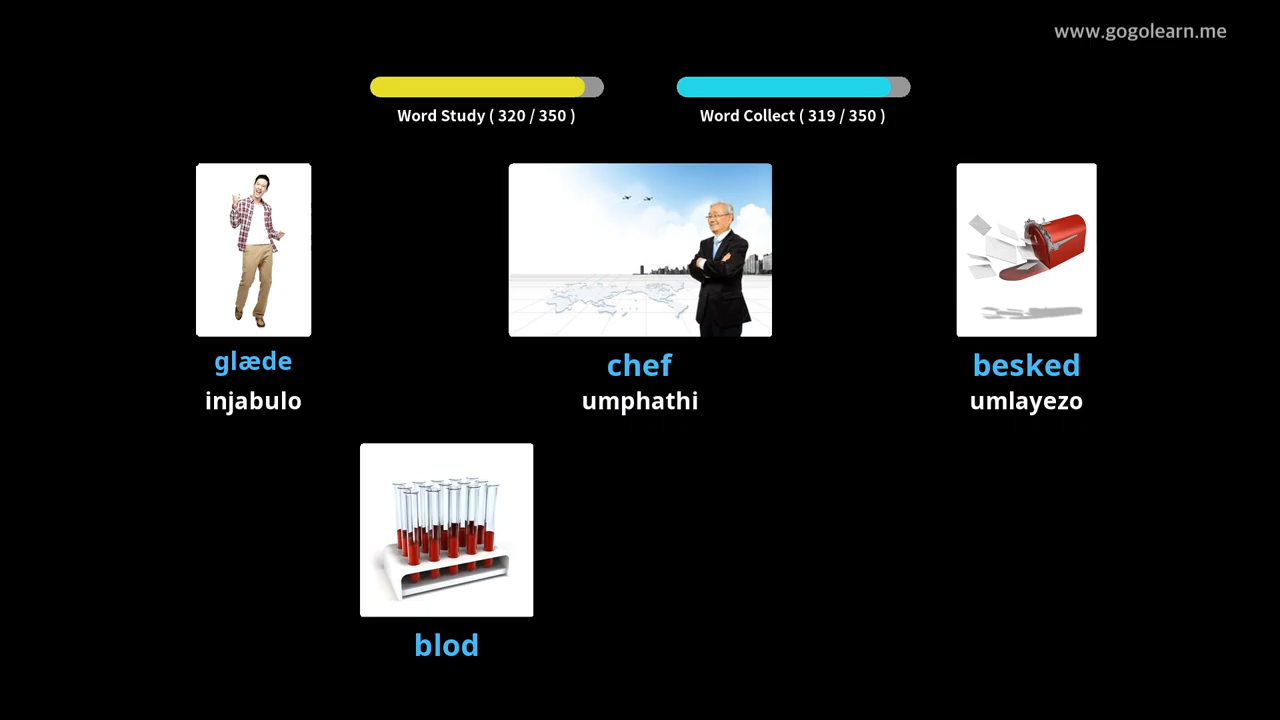 www.gogolearn.me
Word Study ( 320 / 350 )
Word Collect ( 319 / 350 )
glæde
injabulo
chef
umphathi
besked
umlayezo
blod